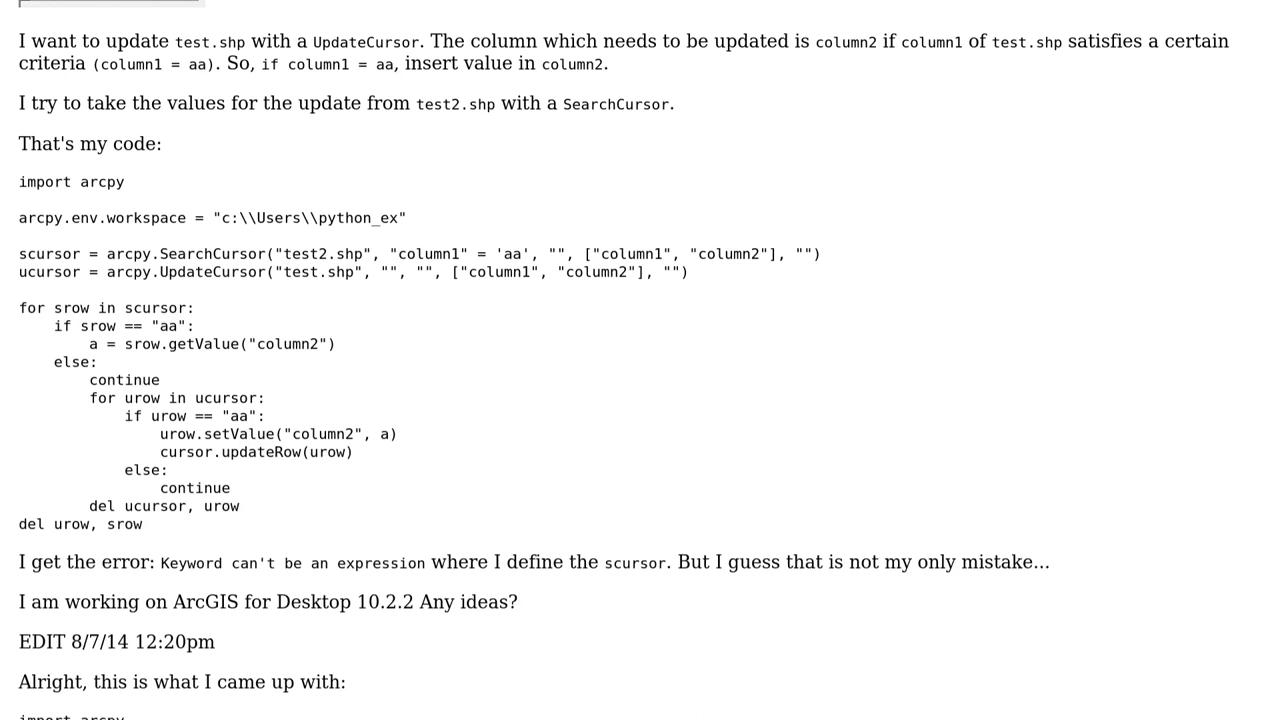 I want to update test.shp with a UpdateCursor. The column which needs to be updated is column2 if column1 of test.shp satisfies a certain
criteria (column1 = aa). So, if column1 = aa, insert value in column2.
I try to take the values for the update from test2.shp with a SearchCursor.
That's my code:
import arcpy
arcpy.env.workspace = "c:\\Users\\python_ex"
scursor = arcpy.SearchCursor("test2.shp", "column1" = 'aa', "", ["column1", "column2"], "")
ucursor = arcpy.UpdateCursor("test.shp", "", "", ["column1", "column2"], "")
for srow in scursor:
    if srow == "aa":
        a = srow.getValue("column2")
    else:
        continue
        for urow in ucursor:
            if urow == "aa":
                urow.setValue("column2", a)
                cursor.updateRow(urow)
            else:
                continue
        del ucursor, urow
del urow, srow
I get the error: Keyword can't be an expression where I define the scursor. But I guess that is not my only mistake...
I am working on ArcGIS for Desktop 10.2.2 Any ideas?
EDIT 8/7/14 12:20pm
Alright, this is what I came up with:
import arcpy